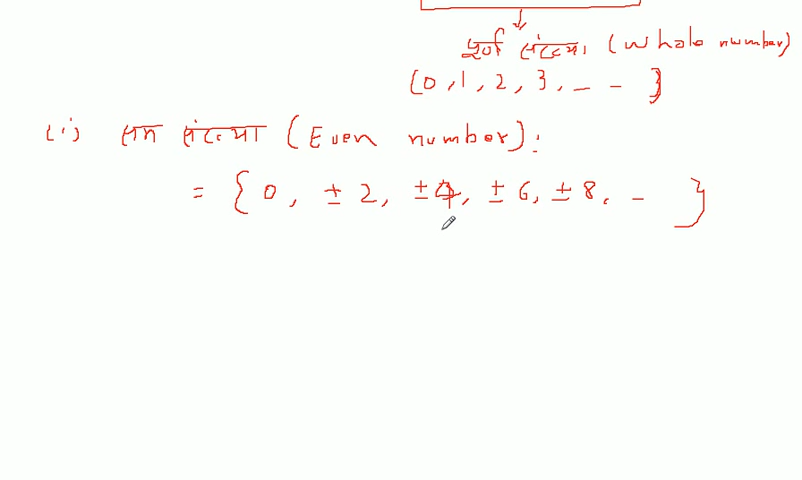 पूर्ण संख्या (Whole number)
{0, 1, 2, 3, _ _ }
(i) सम संख्या (Even number):
= {0, ± 2, ± 4, ± 6, ± 8, _ }